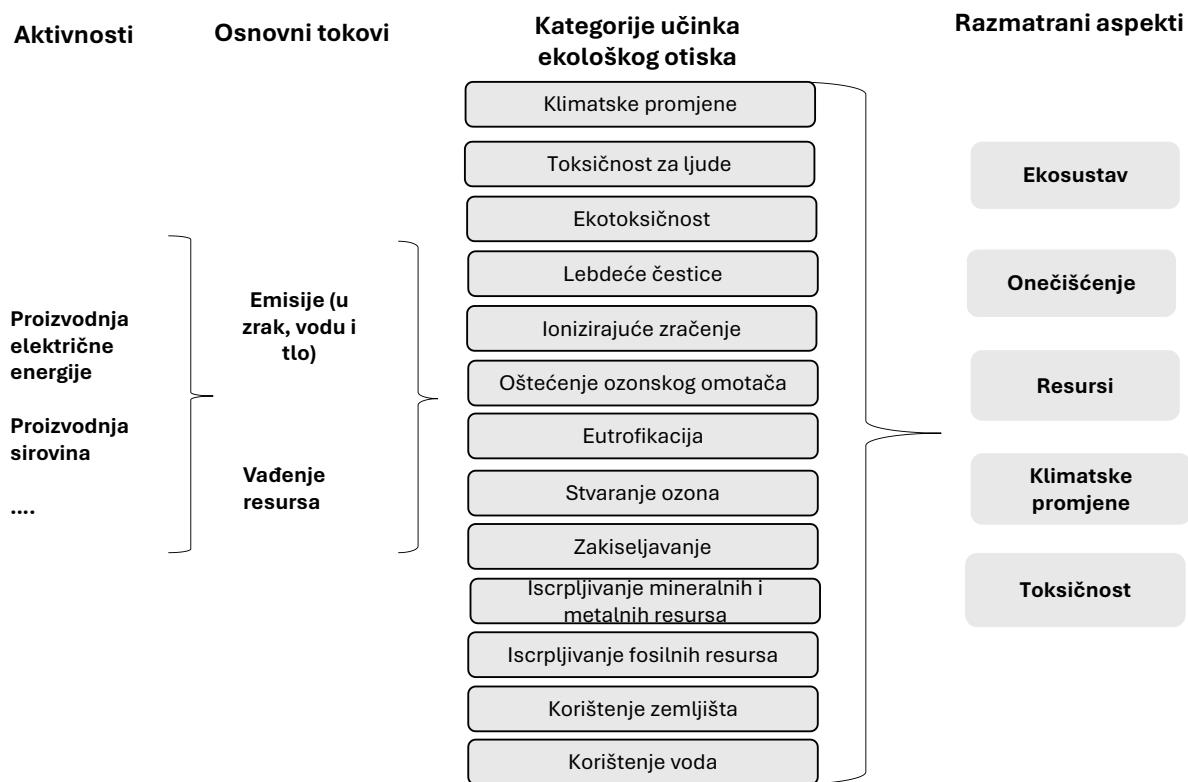 Aktivnosti
Osnovni tokovi
Kategorije učinka
ekološkog otiska
Razmatrani aspekti
Proizvodnja
električne
energije
Proizvodnja
sirovina
....
Emisije (u
zrak, vodu i
tlo)
Vađenje
resursa
Klimatske promjene
Toksičnost za ljude
Ekotoksičnost
Lebdeće čestice
Ionizirajuće zračenje
Oštećenje ozonskog omotača
Eutrofikacija
Stvaranje ozona
Zakiseljavanje
Iscrpljivanje mineralnih i
metalnih resursa
Iscrpljivanje fosilnih resursa
Korištenje zemljišta
Korištenje voda
Ekosustav
Onečišćenje
Resursi
Klimatske
promjene
Toksičnost